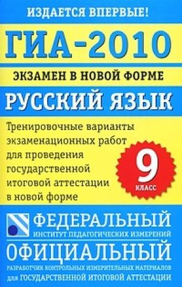 ИЗДАЕТСЯ ВПЕРВЫЕ!
ГИА-2010
ЭКЗАМЕН В НОВОЙ ФОРМЕ
РУССКИЙ ЯЗЫК
Тренировочные варианты
экзаменационных работ
для проведения
государственной
итоговой аттестации
в новой форме
9
КЛАСС
ФЕДЕРАЛЬНЫЙ
ИНСТИТУТ ПЕДАГОГИЧЕСКИХ ИЗМЕРЕНИЙ
ОФИЦИАЛЬНЫЙ
РАЗРАБОТЧИК КОНТРОЛЬНЫХ ИЗМЕРИТЕЛЬНЫХ МАТЕРИАЛОВ
для ГОСУДАРСТВЕННОЙ ИТОГОВОЙ АТТЕСТАЦИИ